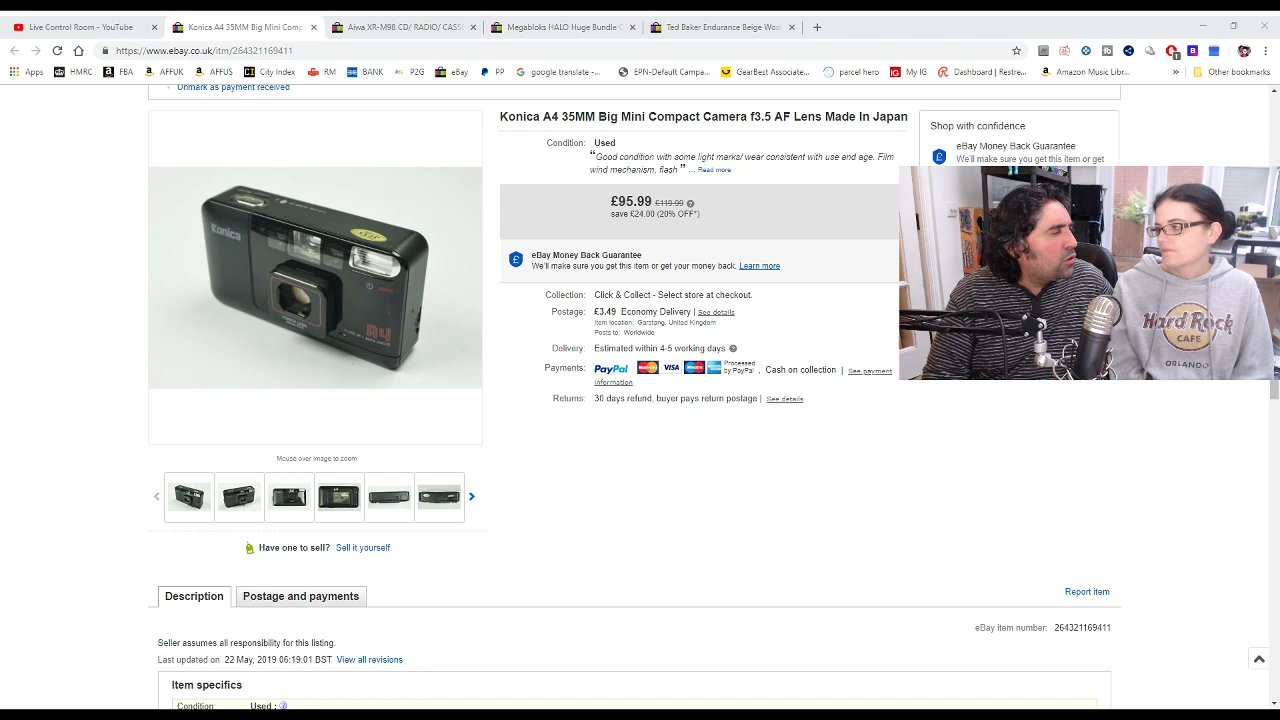 Live Control Room - YouTube
Konica A4 35MM Big Mini Comp
Aiwa XR-M98 CD/ RADIO/ CASS
Megabloks HALO Huge Bundle C
Ted Baker Endurance Beige Woo
https://www.ebay.co.uk/itm/264321169411
Apps HMRC FBA AFFUK AFFUS City Index RM BANK P2G eBay PP google translate -... EPN-Default Campa... GearBest Associate... parcel hero My IG Dashboard | Restre... Amazon Music Librar... » Other bookmarks
Unmark as payment received
Konica A4 35MM Big Mini Compact Camera f3.5 AF Lens Made In Japan
Shop with confidence
eBay Money Back Guarantee
We'll make sure you get this item or get
Condition: Used
“Good condition with some light marks/ wear consistent with use and age. Film
wind mechanism, flash ” ... Read more
£95.99 £119.99
save £24.00 (20% OFF*)
eBay Money Back Guarantee
We'll make sure you get this item or get your money back. Learn more
Collection: Click & Collect - Select store at checkout.
Postage: £3.49 Economy Delivery | See details
Item location: Garstang, United Kingdom
Posts to: Worldwide
Delivery: Estimated within 4-5 working days
Payments: PayPal MasterCard VISA Processed by PayPal , Cash on collection | See payment
information
Returns: 30 days refund, buyer pays return postage | See details
Konica
A4
Hard Rock
CAFE
ORLANDO
Mouse over image to zoom
Have one to sell? Sell it yourself
Description Postage and payments
Report item
eBay item number: 264321169411
Seller assumes all responsibility for this listing.
Last updated on 22 May, 2019 06:19:01 BST View all revisions
Item specifics
Condition: Used :